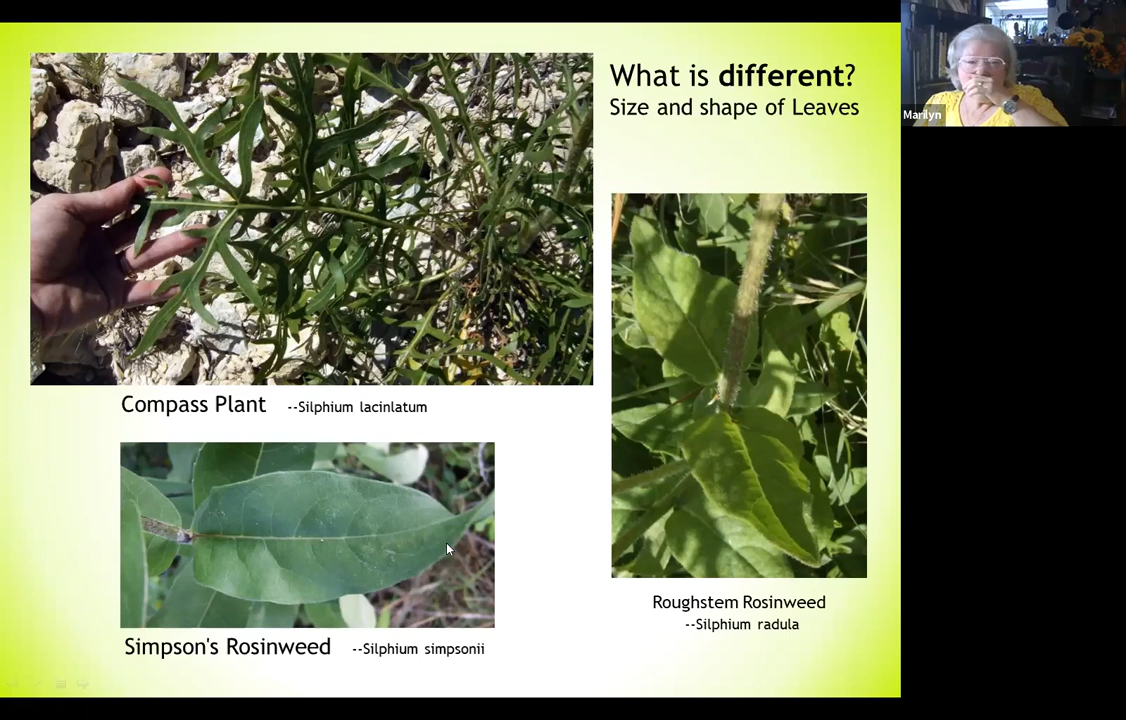 What is different?
Size and shape of Leaves
Marilyn
Compass Plant --Silphium lacinlatum
Roughstem Rosinweed
--Silphium radula
Simpson's Rosinweed --Silphium simpsonii